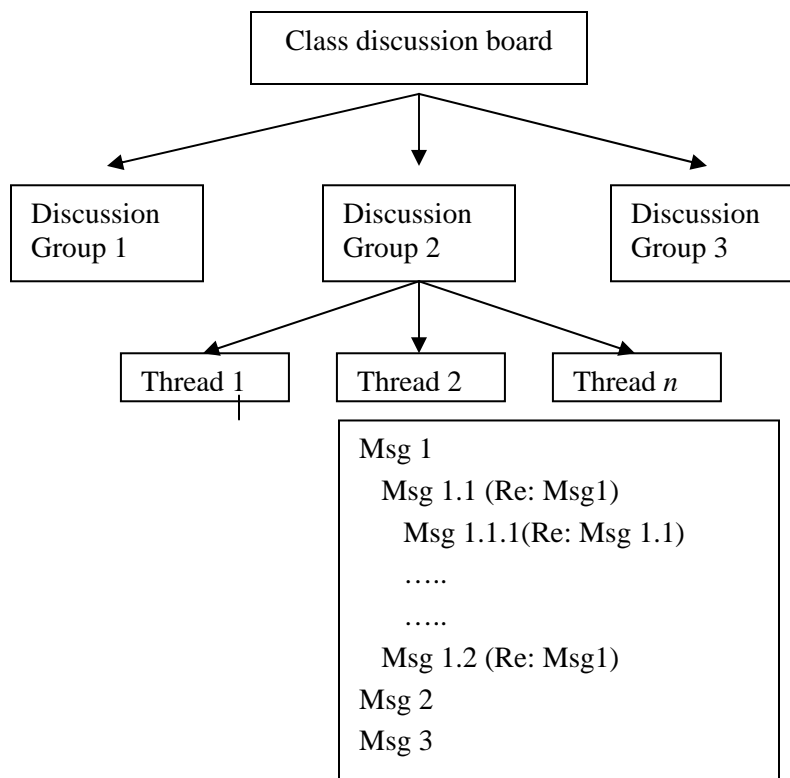 Class discussion board
Discussion
Group 1
Discussion
Group 2
Discussion
Group 3
Thread 1
Thread 2
Thread n
Msg 1
Msg 1.1 (Re: Msg1)
Msg 1.1.1(Re: Msg 1.1)
…..
…..
Msg 1.2 (Re: Msg1)
Msg 2
Msg 3